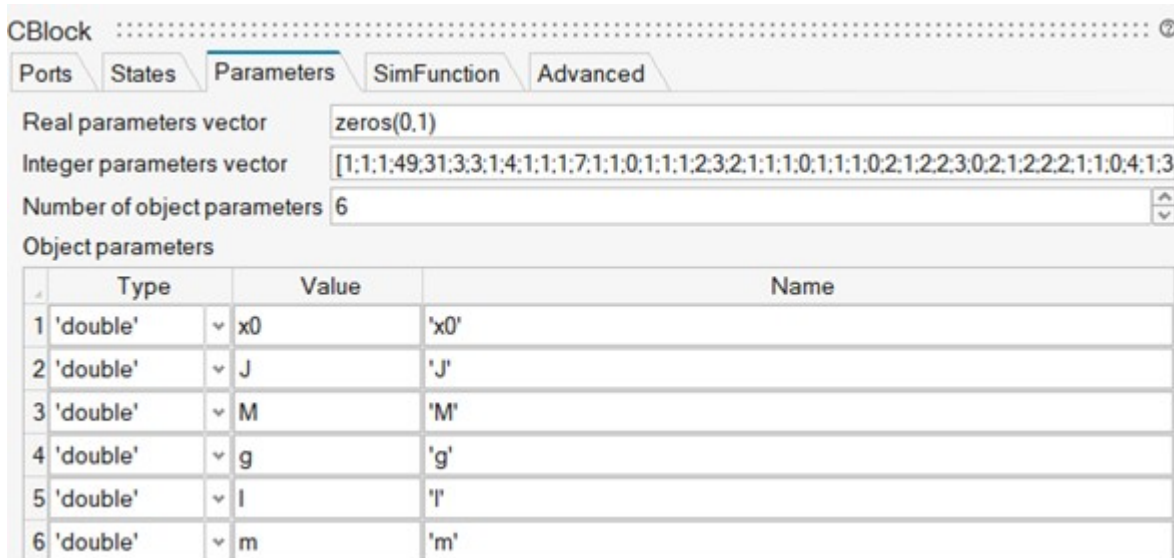 CBlock
Ports States Parameters SimFunction Advanced
Real parameters vector zeros(0,1)
Integer parameters vector [1;1;1;49;31;3;3;1;4;1;1;1;7;1;1;0;1;1;1;2;3;2;1;1;1;0;1;1;1;0;2;1;2;2;3;0;2;1;2;2;2;1;1;0;4;1;3
Number of object parameters 6
Object parameters
Type Value Name
1 'double' x0 'x0'
2 'double' J 'J'
3 'double' M 'M'
4 'double' g 'g'
5 'double' l 'l'
6 'double' m 'm'